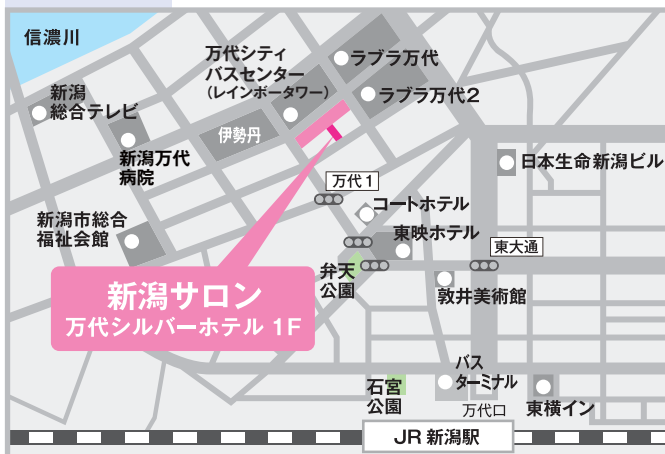 信濃川
新潟
総合テレビ
万代シティ
バスセンター
(レインボータワー)
ラブラ万代
ラブラ万代2
伊勢丹
新潟万代
病院
日本生命新潟ビル
万代1
コートホテル
新潟市総合
福祉会館
東映ホテル
東大通
弁天
公園
敦井美術館
新潟サロン
万代シルバーホテル 1F
バス
ターミナル
石宮
公園
万代口
東横イン
JR 新潟駅